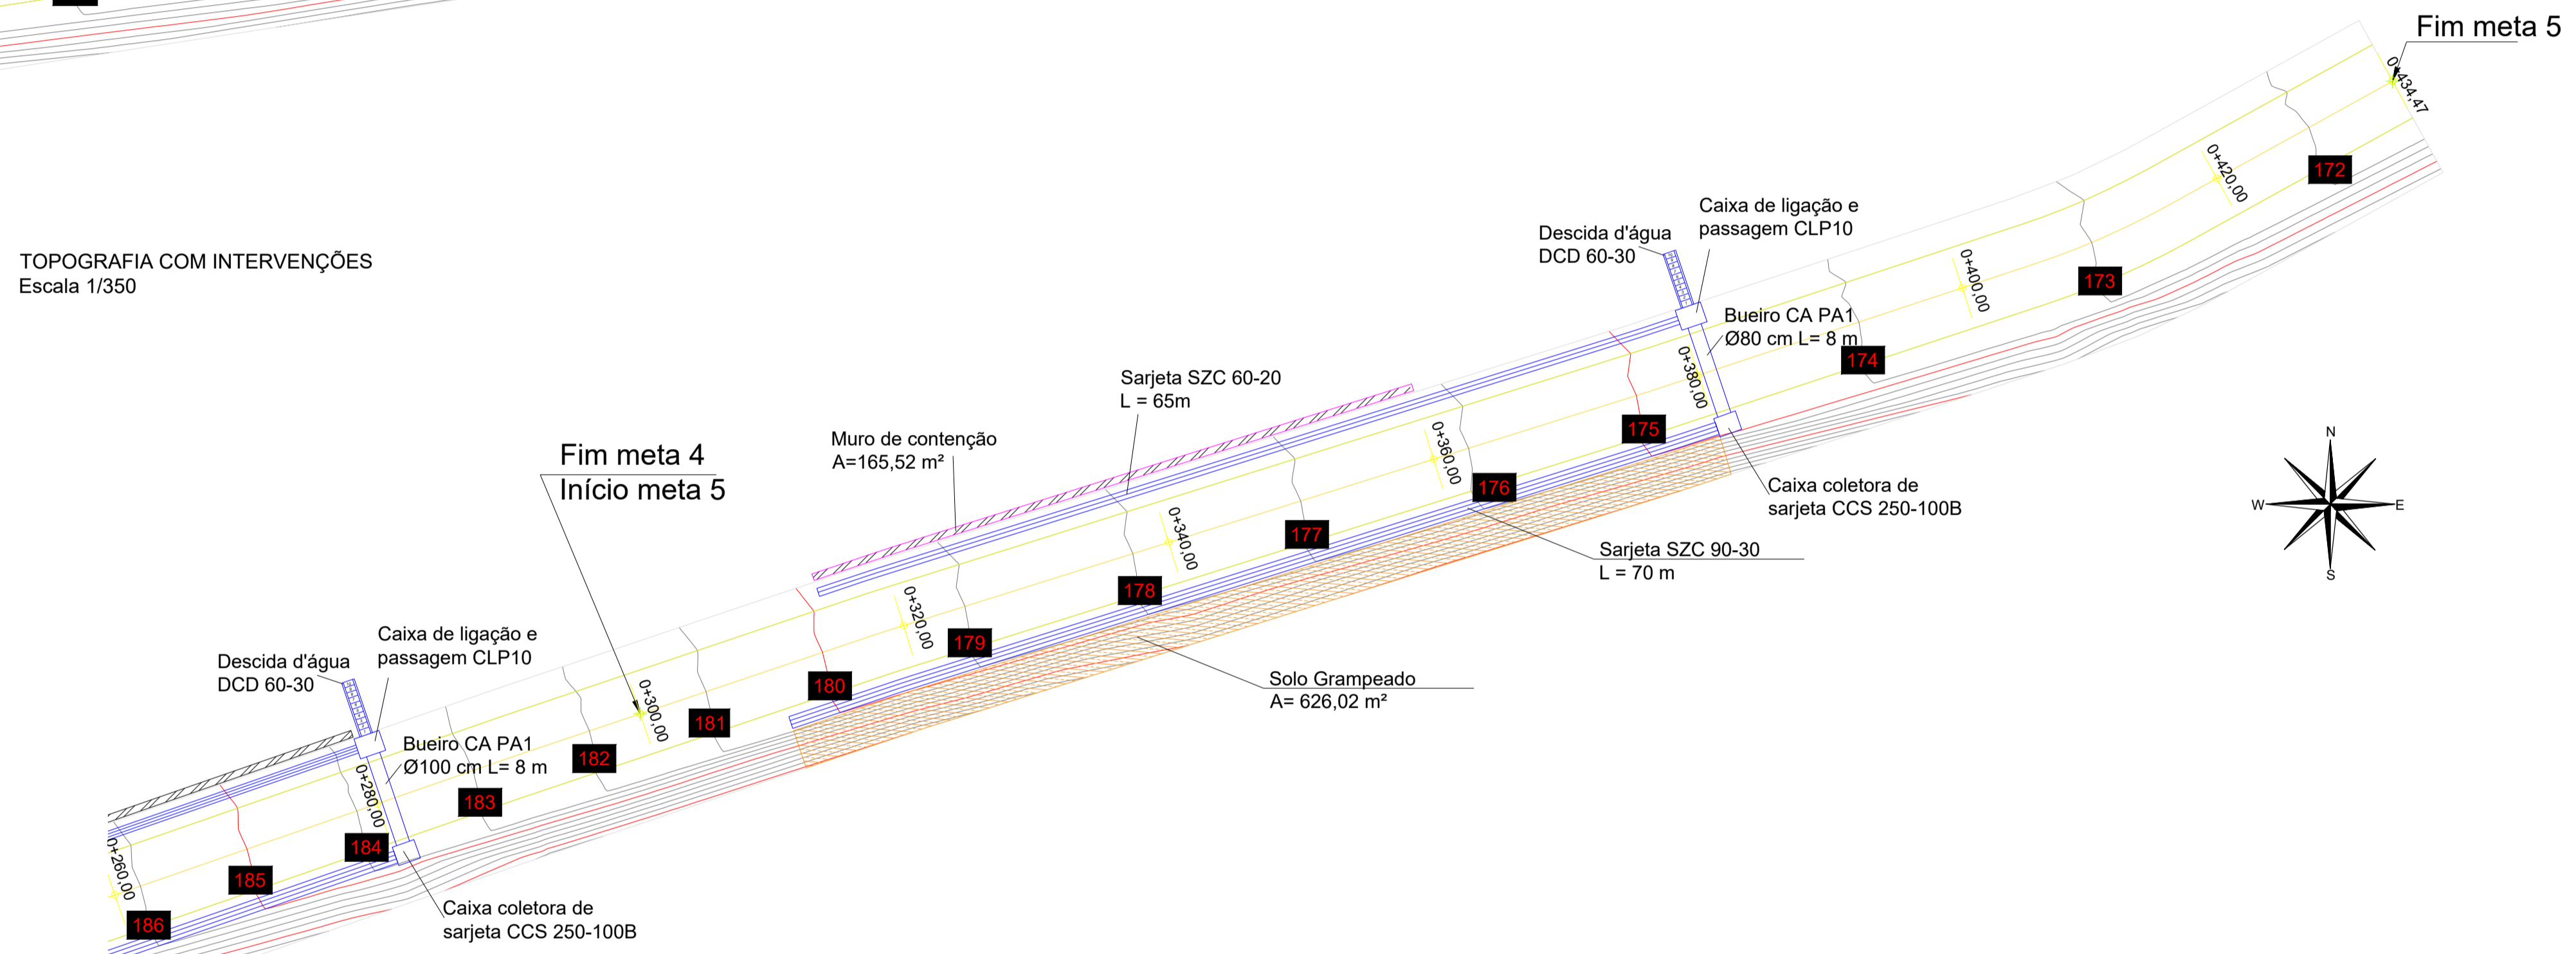 Fim meta 5
0+434,47
172
0+420,00
Caixa de ligação e
passagem CLP10
Descida d'água
DCD 60-30
173
0+400,00
TOPOGRAFIA COM INTERVENÇÕES
Escala 1/350
Bueiro CA PA1
Ø80 cm L= 8 m
174
0+380,00
Sarjeta SZC 60-20
L = 65m
175
Muro de contenção
A=165,52 m²
0+360,00
N
W
E
S
Fim meta 4
Início meta 5
176
Caixa coletora de
sarjeta CCS 250-100B
0+340,00
177
Sarjeta SZC 90-30
L = 70 m
178
0+320,00
179
Caixa de ligação e
passagem CLP10
Descida d'água
DCD 60-30
Solo Grampeado
A= 626,02 m²
180
0+300,00
181
Bueiro CA PA1
Ø100 cm L= 8 m
182
0+280,00
183
184
0+260,00
185
Caixa coletora de
sarjeta CCS 250-100B
186